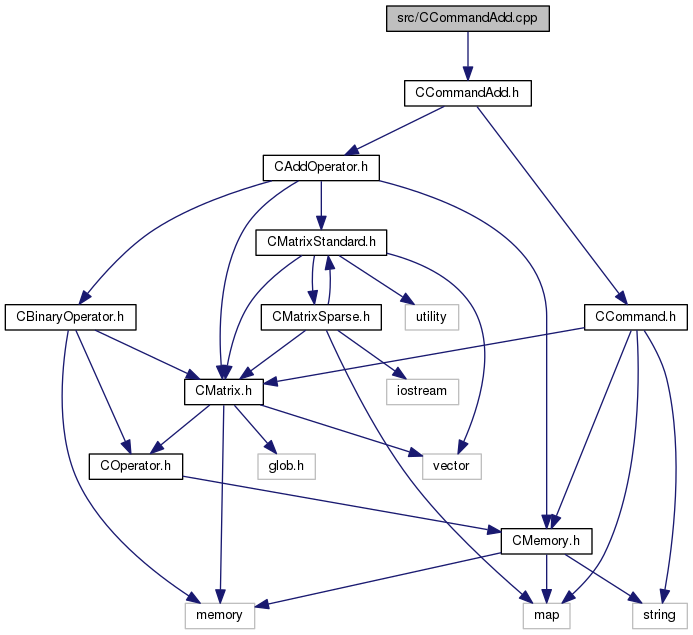 src/CCommandAdd.cpp
CCommandAdd.h
CAddOperator.h
CMatrixStandard.h
CBinaryOperator.h
CMatrixSparse.h
utility
CCommand.h
CMatrix.h
iostream
COperator.h
glob.h
vector
CMemory.h
memory
map
string